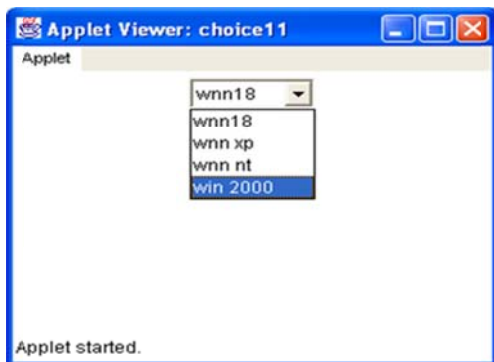 Applet Viewer: choice11
Applet
wnn18
wnn18
wnn xp
wnn nt
win 2000
Applet started.